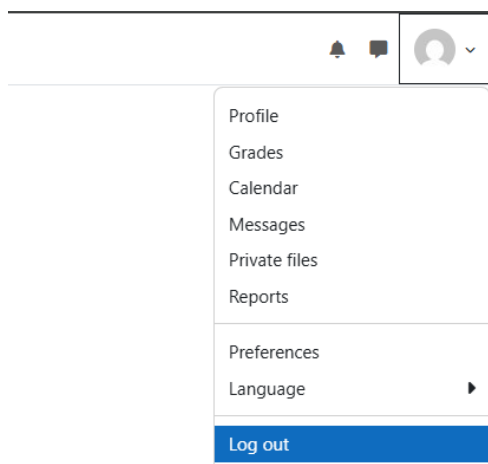 Profile
Grades
Calendar
Messages
Private files
Reports
Preferences
Language
Log out